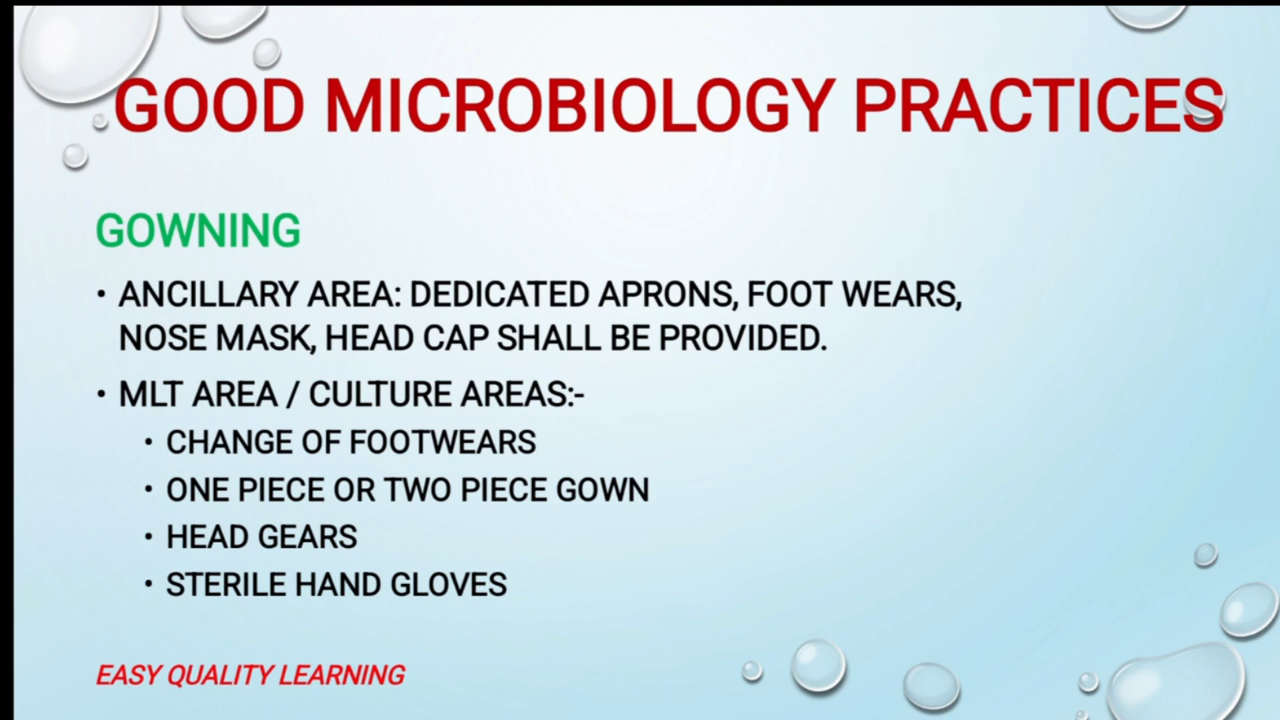 GOOD MICROBIOLOGY PRACTICES
GOWNING
• ANCILLARY AREA: DEDICATED APRONS, FOOT WEARS,
NOSE MASK, HEAD CAP SHALL BE PROVIDED.
• MLT AREA / CULTURE AREAS:-
• CHANGE OF FOOTWEARS
• ONE PIECE OR TWO PIECE GOWN
• HEAD GEARS
• STERILE HAND GLOVES
EASY QUALITY LEARNING